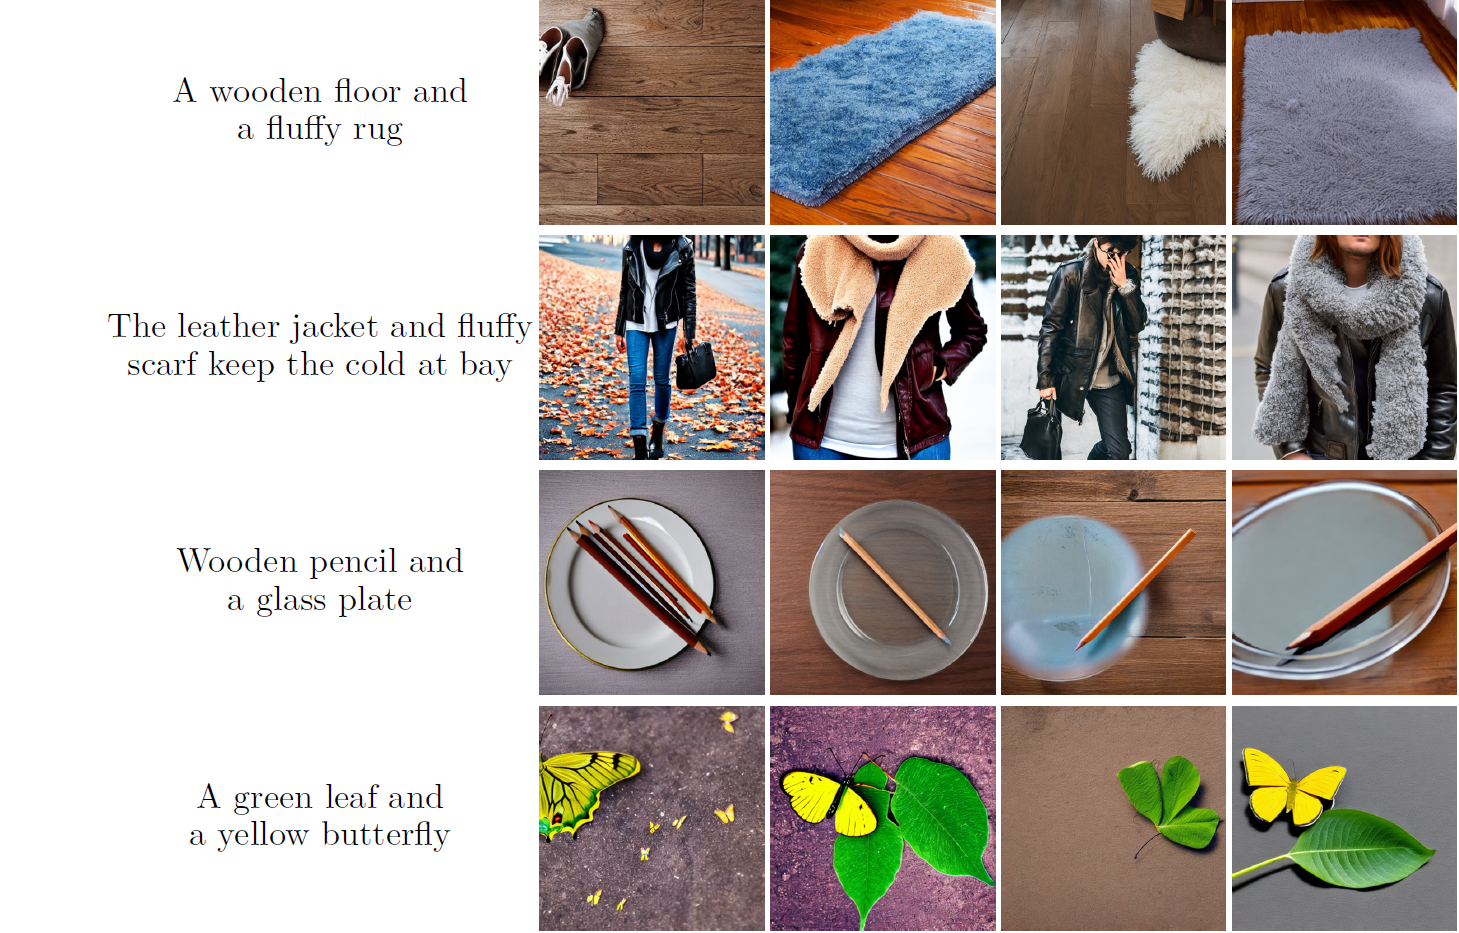 A wooden floor and
a fluffy rug
The leather jacket and fluffy
scarf keep the cold at bay
Wooden pencil and
a glass plate
A green leaf and
a yellow butterfly